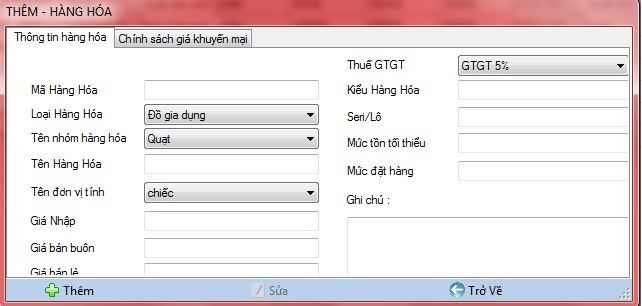 THÊM - HÀNG HÓA
Thông tin hàng hóa
Chính sách giá khuyến mại
Thuế GTGT
GTGT 5%
Mã Hàng Hóa
Kiểu Hàng Hóa
Loại Hàng Hóa
Đồ gia dụng
Seri/Lô
Tên nhóm hàng hóa
Quạt
Mức tồn tối thiểu
Tên Hàng Hóa
Mức đặt hàng
Tên đơn vị tính
chiếc
Ghi chú :
Giá Nhập
Giá bán buôn
Giá bán lẻ
Thêm
Sửa
Trở Về